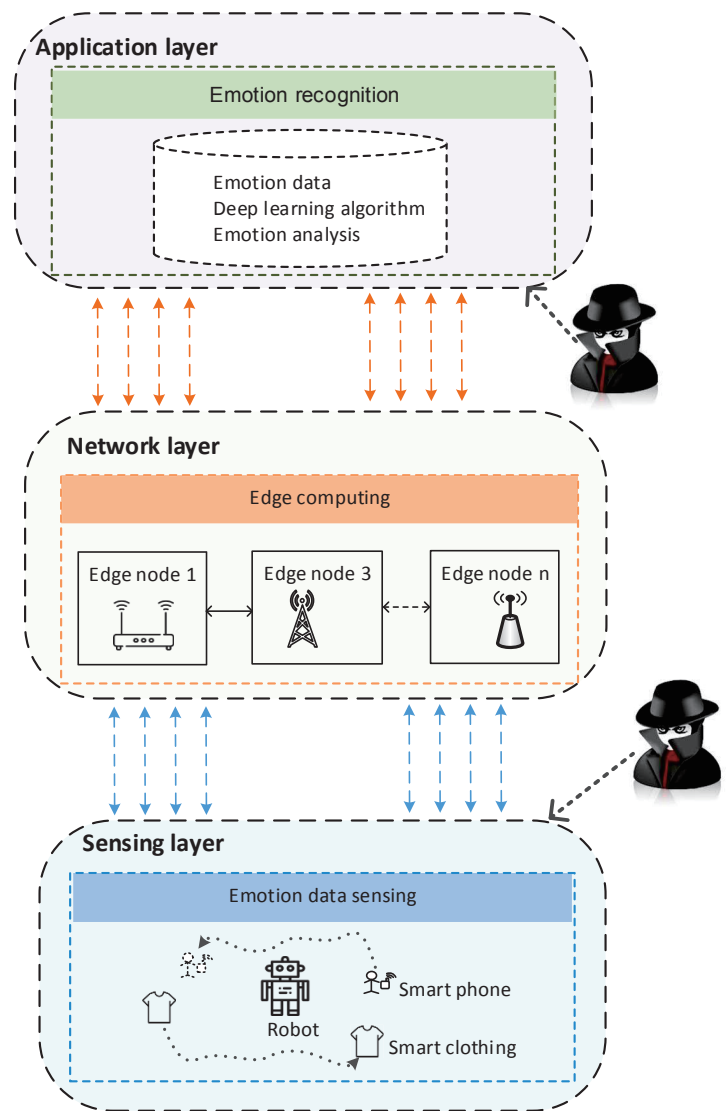 Application layer
Emotion recognition
Emotion data
Deep learning algorithm
Emotion analysis
Network layer
Edge computing
Edge node 1
Edge node 3
Edge node n
Sensing layer
Emotion data sensing
Smart phone
Robot
Smart clothing